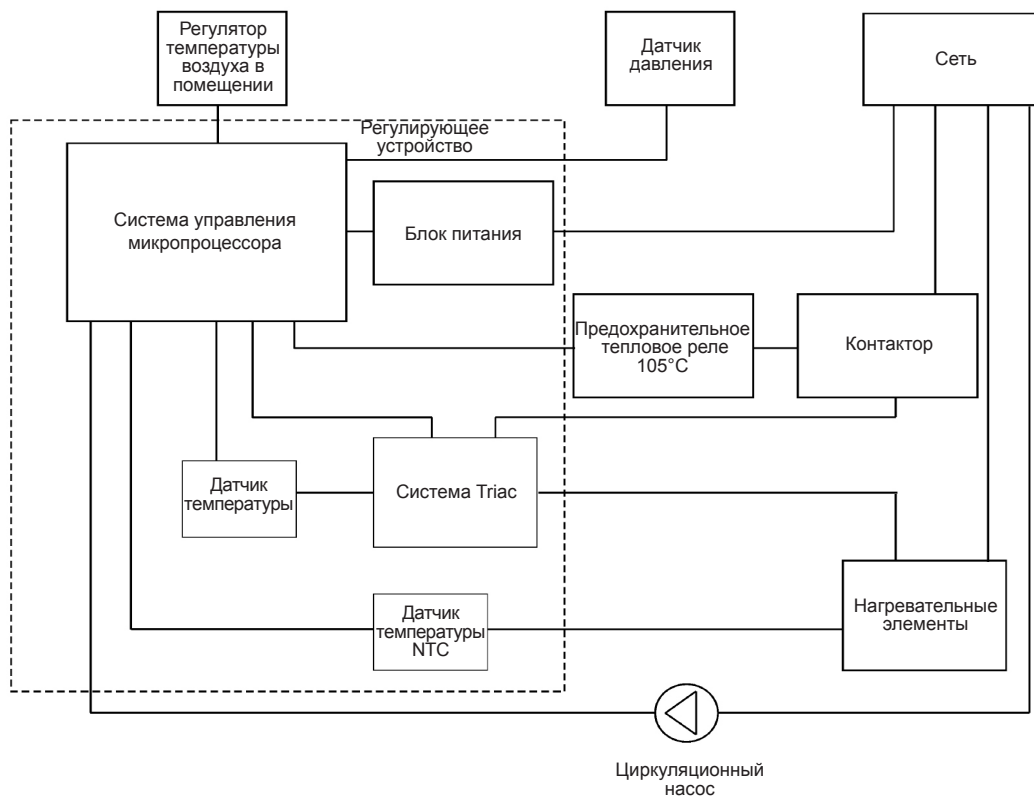 Регулятор
температуры
воздуха в
помещении
Датчик
давления
Сеть
Регулирующее
устройство
Система управления
микропроцессора
Блок питания
Предохранительное
тепловое реле
105°C
Контактор
Датчик
температуры
Система Triac
Датчик
температуры
NTC
Нагревательные
элементы
Циркуляционный
насос